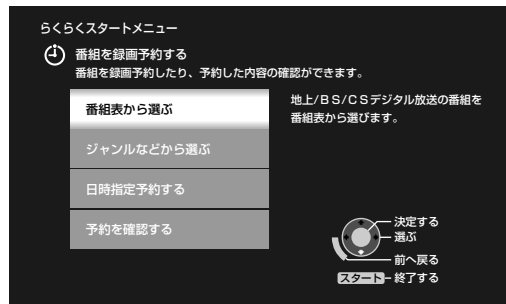 らくらくスタートメニュー
番組を録画予約する
番組を録画予約したり、予約した内容の確認ができます。
番組表から選ぶ
地上/BS/CSデジタル放送の番組を
番組表から選びます。
ジャンルなどから選ぶ
日時指定予約する
予約を確認する
決定する
選ぶ
前へ戻る
スタート 終了する